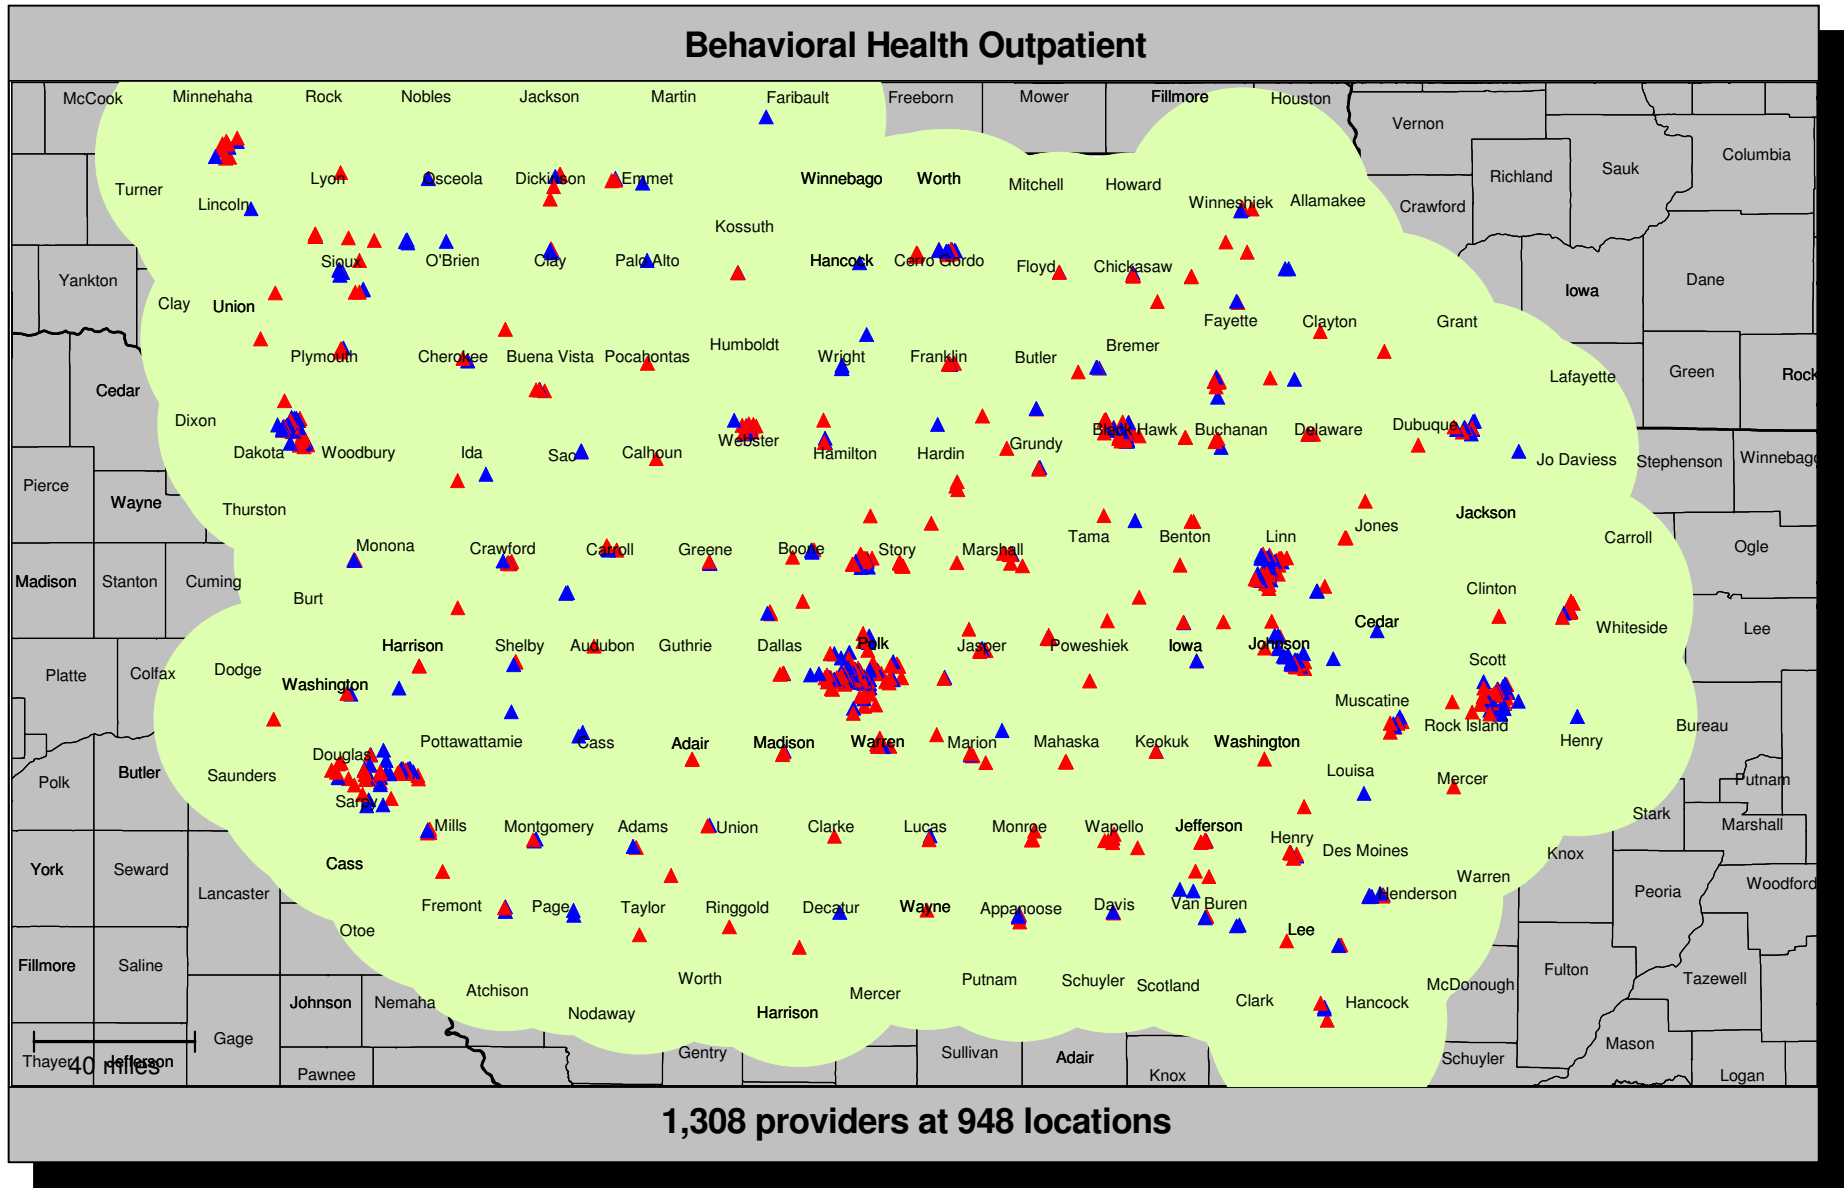 Behavioral Health Outpatient
McCook Minnehaha Rock Nobles Jackson Martin Faribault Freeborn Mower Fillmore Houston
Vernon
Columbia
Turner Lyon Osceola Dickinson Emmet Winnebago Worth Mitchell Howard Richland Sauk
Lincoln Winneshiek Allamakee Crawford
Kossuth
Yankton Sioux O'Brien Clay Palo Alto Hancock Cerro Gordo Floyd Chickasaw Dane
Clay Union Iowa
Fayette Clayton Grant
Plymouth Cherokee Buena Vista Pocahontas Humboldt Wright Franklin Butler Bremer
Cedar Lafayette Green Rock
Dixon Webster Black Hawk Buchanan Delaware Dubuque
Dakota Woodbury Ida Sac Calhoun Hamilton Hardin Grundy Jo Daviess Stephenson Winnebago
Pierce Wayne
Thurston Jackson
Monona Crawford Carroll Greene Boone Story Marshall Tama Benton Linn Jones Carroll Ogle
Madison Stanton Cuming
Burt Clinton
Harrison Shelby Audubon Guthrie Dallas Polk Jasper Poweshiek Iowa Johnson Cedar Whiteside Lee
Platte Colfax Dodge Scott
Washington Muscatine
Douglas Pottawattamie Cass Adair Madison Warren Marion Mahaska Keokuk Washington Rock Island Henry Bureau
Polk Butler Saunders Louisa Mercer Putnam
Sarpy
Mills Montgomery Adams Union Clarke Lucas Monroe Wapello Jefferson Henry Stark Marshall
York Seward Cass Des Moines Knox
Lancaster Warren Peoria Woodford
Fremont Page Taylor Ringgold Decatur Wayne Appanoose Davis Van Buren Henderson
Otoe Lee
Fillmore Saline Worth Putnam Schuyler Scotland McDonough Fulton Tazewell
Johnson Nemaha Atchison Nodaway Harrison Mercer Clark Hancock
Gage Gentry Sullivan Adair Schuyler Mason
Thayer Jefferson
40 miles
Pawnee Knox Logan
1,308 providers at 948 locations